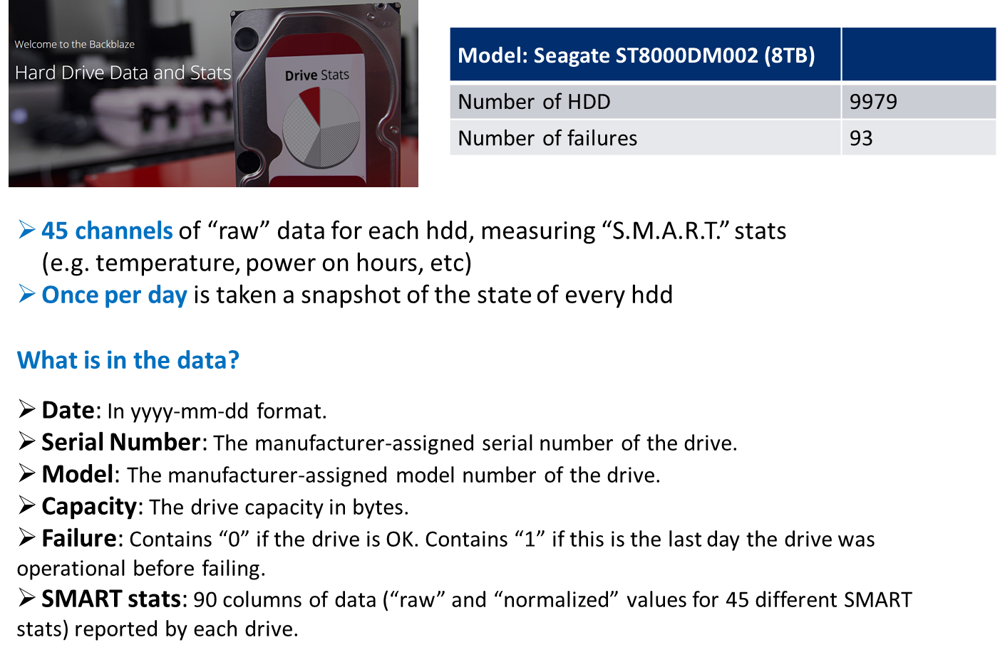 Welcome to the Backblaze
Hard Drive Data and Stats
Drive Stats
Model: Seagate ST8000DM002 (8TB)
Number of HDD 9979
Number of failures 93
➢ 45 channels of “raw” data for each hdd, measuring “S.M.A.R.T.” stats
(e.g. temperature, power on hours, etc)
➢ Once per day is taken a snapshot of the state of every hdd
What is in the data?
➢ Date: In yyyy-mm-dd format.
➢ Serial Number: The manufacturer-assigned serial number of the drive.
➢ Model: The manufacturer-assigned model number of the drive.
➢ Capacity: The drive capacity in bytes.
➢ Failure: Contains “0” if the drive is OK. Contains “1” if this is the last day the drive was
operational before failing.
➢ SMART stats: 90 columns of data (“raw” and “normalized” values for 45 different SMART
stats) reported by each drive.